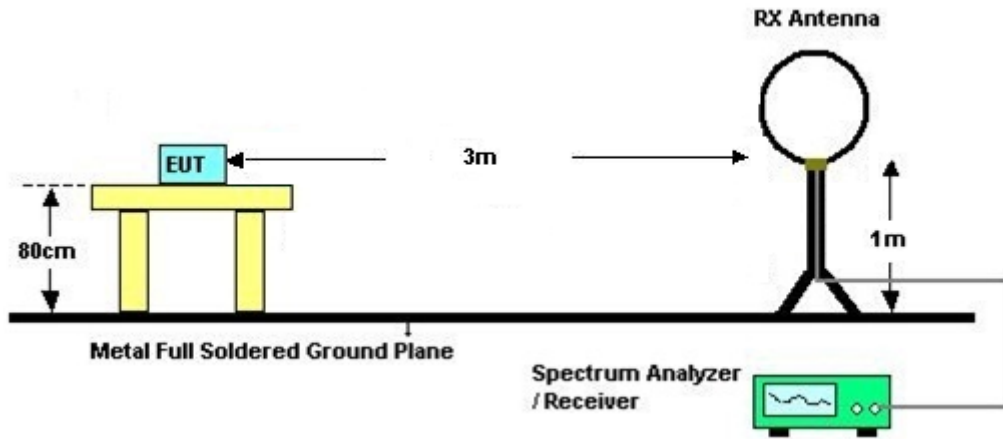 RX Antenna
EUT
3m
80cm
1m
Metal Full Soldered Ground Plane
Spectrum Analyzer
/ Receiver